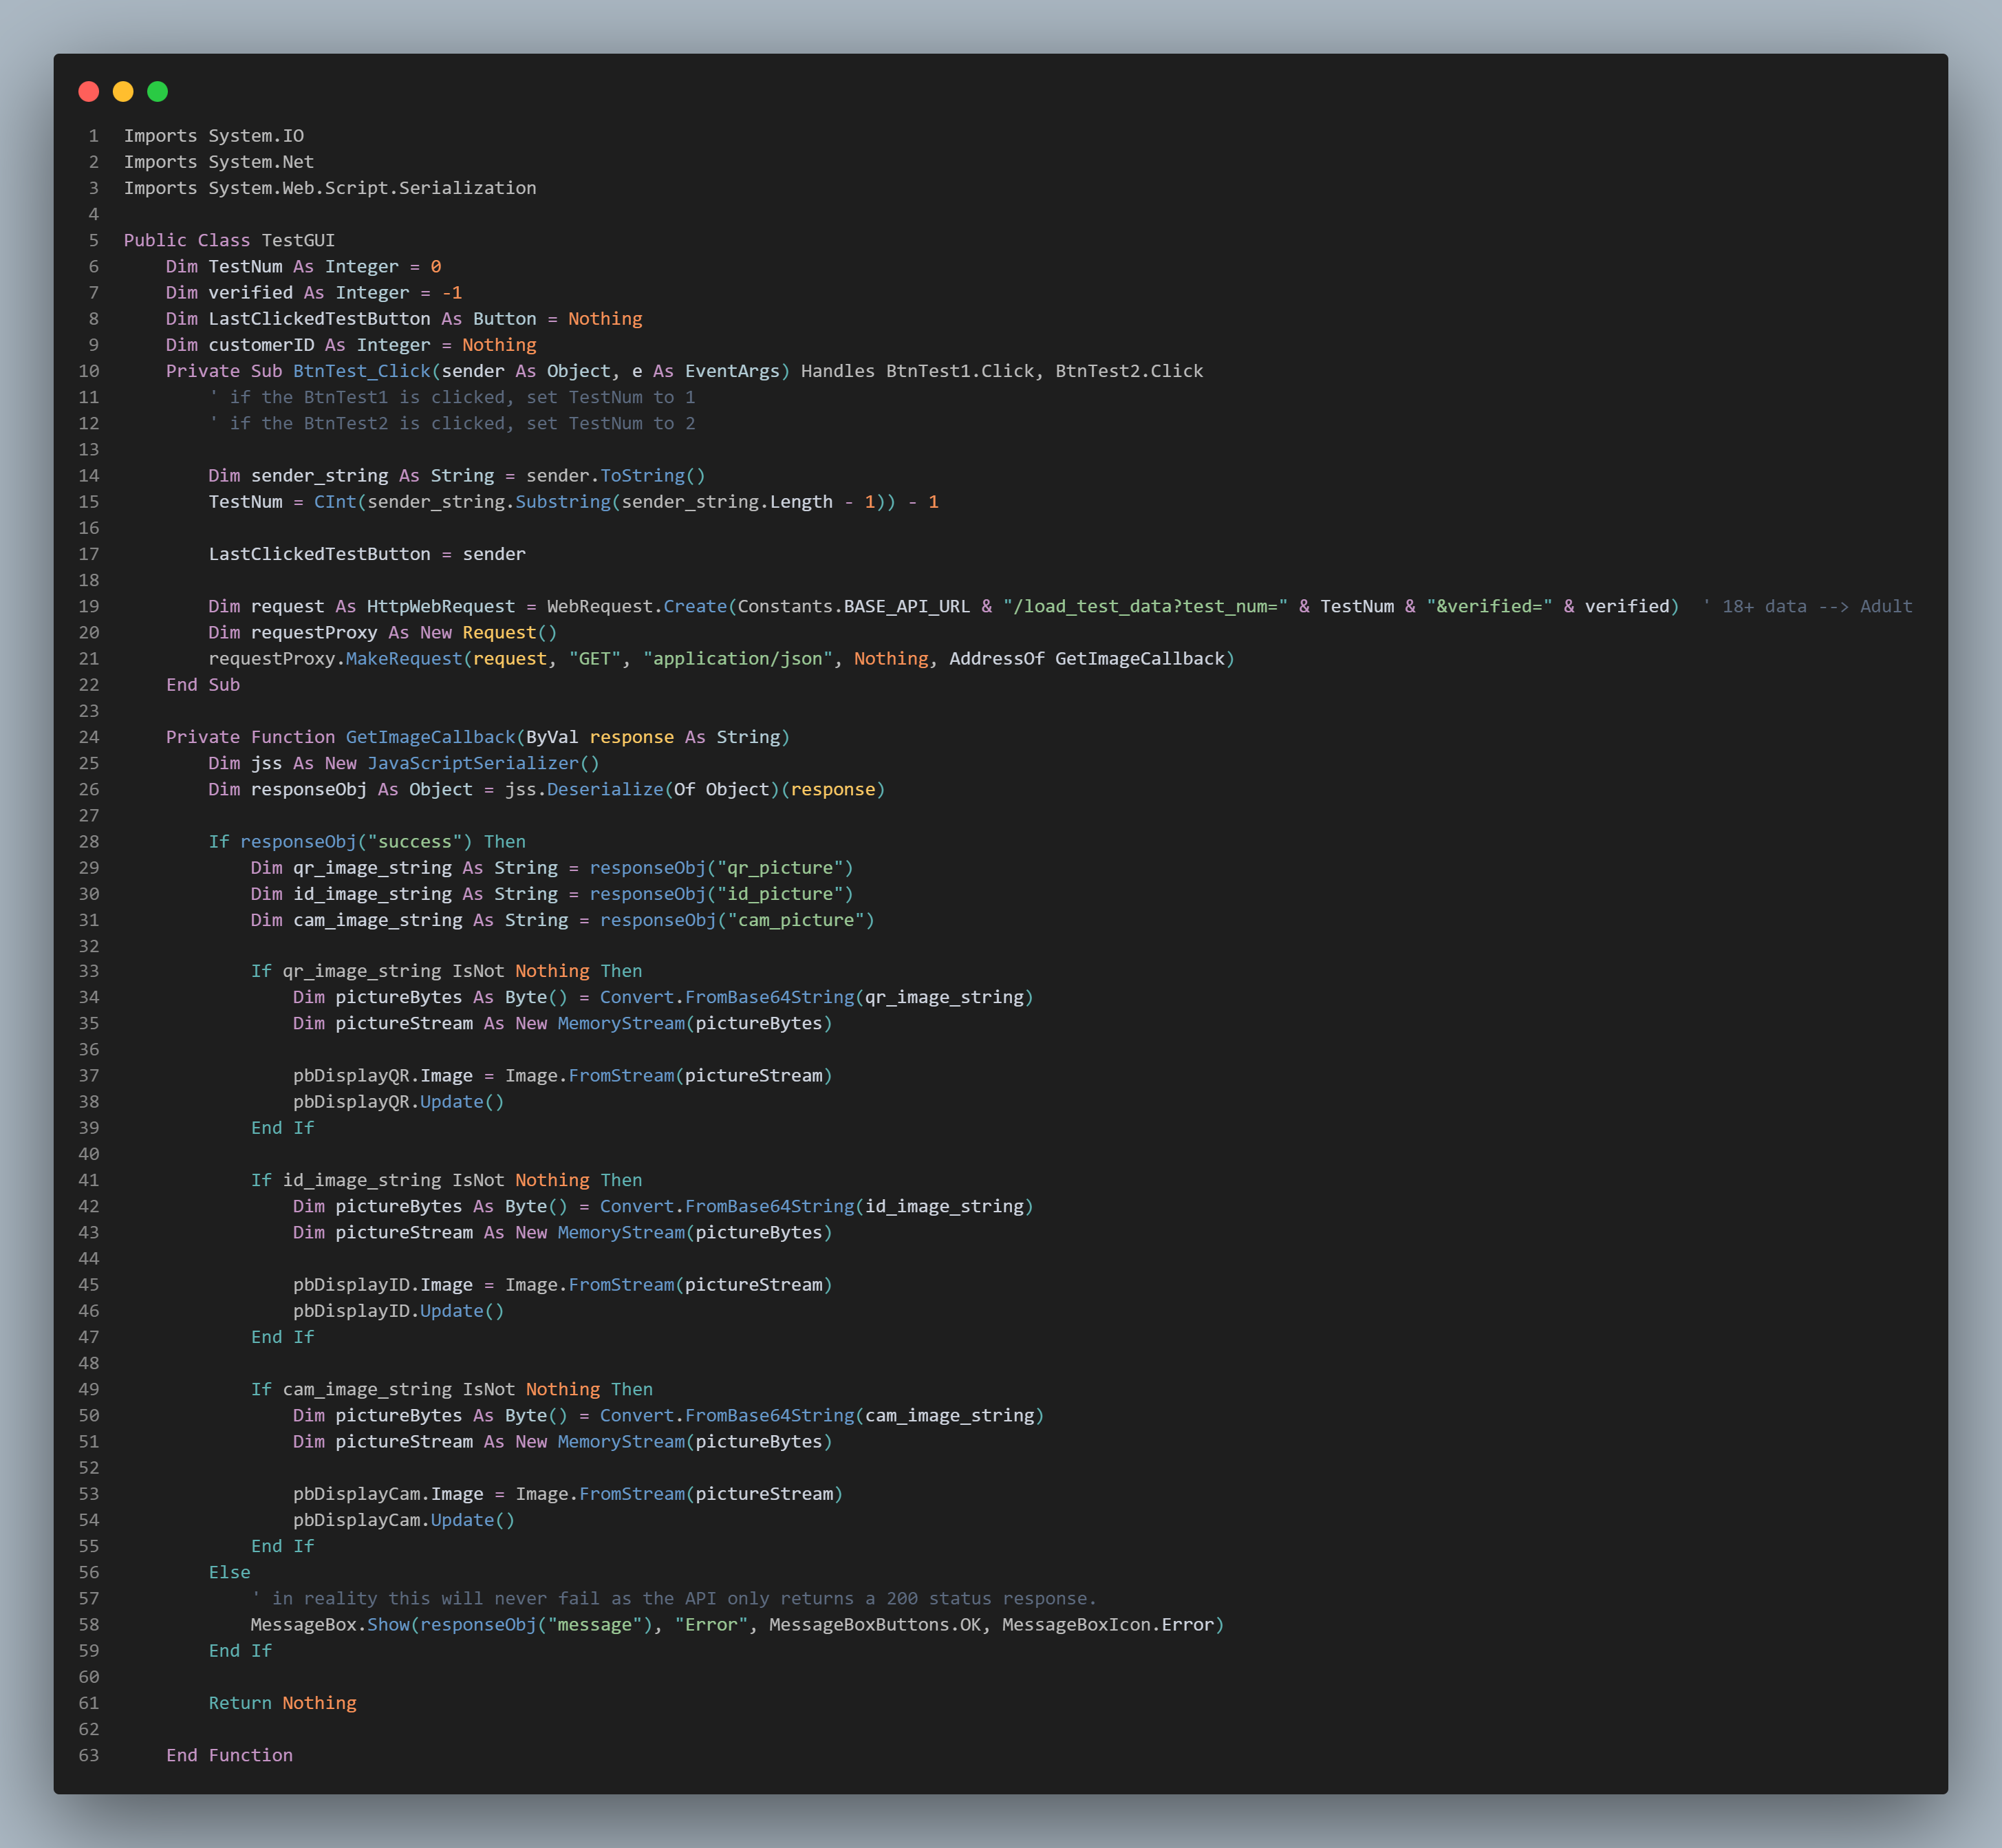 1 Imports System.IO
2 Imports System.Net
3 Imports System.Web.Script.Serialization
4
5 Public Class TestGUI
6     Dim TestNum As Integer = 0
7     Dim verified As Integer = -1
8     Dim LastClickedTestButton As Button = Nothing
9     Dim customerID As Integer = Nothing
10     Private Sub BtnTest_Click(sender As Object, e As EventArgs) Handles BtnTest1.Click, BtnTest2.Click
11         ' if the BtnTest1 is clicked, set TestNum to 1
12         ' if the BtnTest2 is clicked, set TestNum to 2
13
14         Dim sender_string As String = sender.ToString()
15         TestNum = CInt(sender_string.Substring(sender_string.Length - 1)) - 1
16
17         LastClickedTestButton = sender
18
19         Dim request As HttpWebRequest = WebRequest.Create(Constants.BASE_API_URL & "/load_test_data?test_num=" & TestNum & "&verified=" & verified)  ' 18+ data --> Adult
20         Dim requestProxy As New Request()
21         requestProxy.MakeRequest(request, "GET", "application/json", Nothing, AddressOf GetImageCallback)
22     End Sub
23
24     Private Function GetImageCallback(ByVal response As String)
25         Dim jss As New JavaScriptSerializer()
26         Dim responseObj As Object = jss.Deserialize(Of Object)(response)
27
28         If responseObj("success") Then
29             Dim qr_image_string As String = responseObj("qr_picture")
30             Dim id_image_string As String = responseObj("id_picture")
31             Dim cam_image_string As String = responseObj("cam_picture")
32
33             If qr_image_string IsNot Nothing Then
34                 Dim pictureBytes As Byte() = Convert.FromBase64String(qr_image_string)
35                 Dim pictureStream As New MemoryStream(pictureBytes)
36
37                 pbDisplayQR.Image = Image.FromStream(pictureStream)
38                 pbDisplayQR.Update()
39             End If
40
41             If id_image_string IsNot Nothing Then
42                 Dim pictureBytes As Byte() = Convert.FromBase64String(id_image_string)
43                 Dim pictureStream As New MemoryStream(pictureBytes)
44
45                 pbDisplayID.Image = Image.FromStream(pictureStream)
46                 pbDisplayID.Update()
47             End If
48
49             If cam_image_string IsNot Nothing Then
50                 Dim pictureBytes As Byte() = Convert.FromBase64String(cam_image_string)
51                 Dim pictureStream As New MemoryStream(pictureBytes)
52
53                 pbDisplayCam.Image = Image.FromStream(pictureStream)
54                 pbDisplayCam.Update()
55             End If
56         Else
57             ' in reality this will never fail as the API only returns a 200 status response.
58             MessageBox.Show(responseObj("message"), "Error", MessageBoxButtons.OK, MessageBoxIcon.Error)
59         End If
60
61         Return Nothing
62
63     End Function